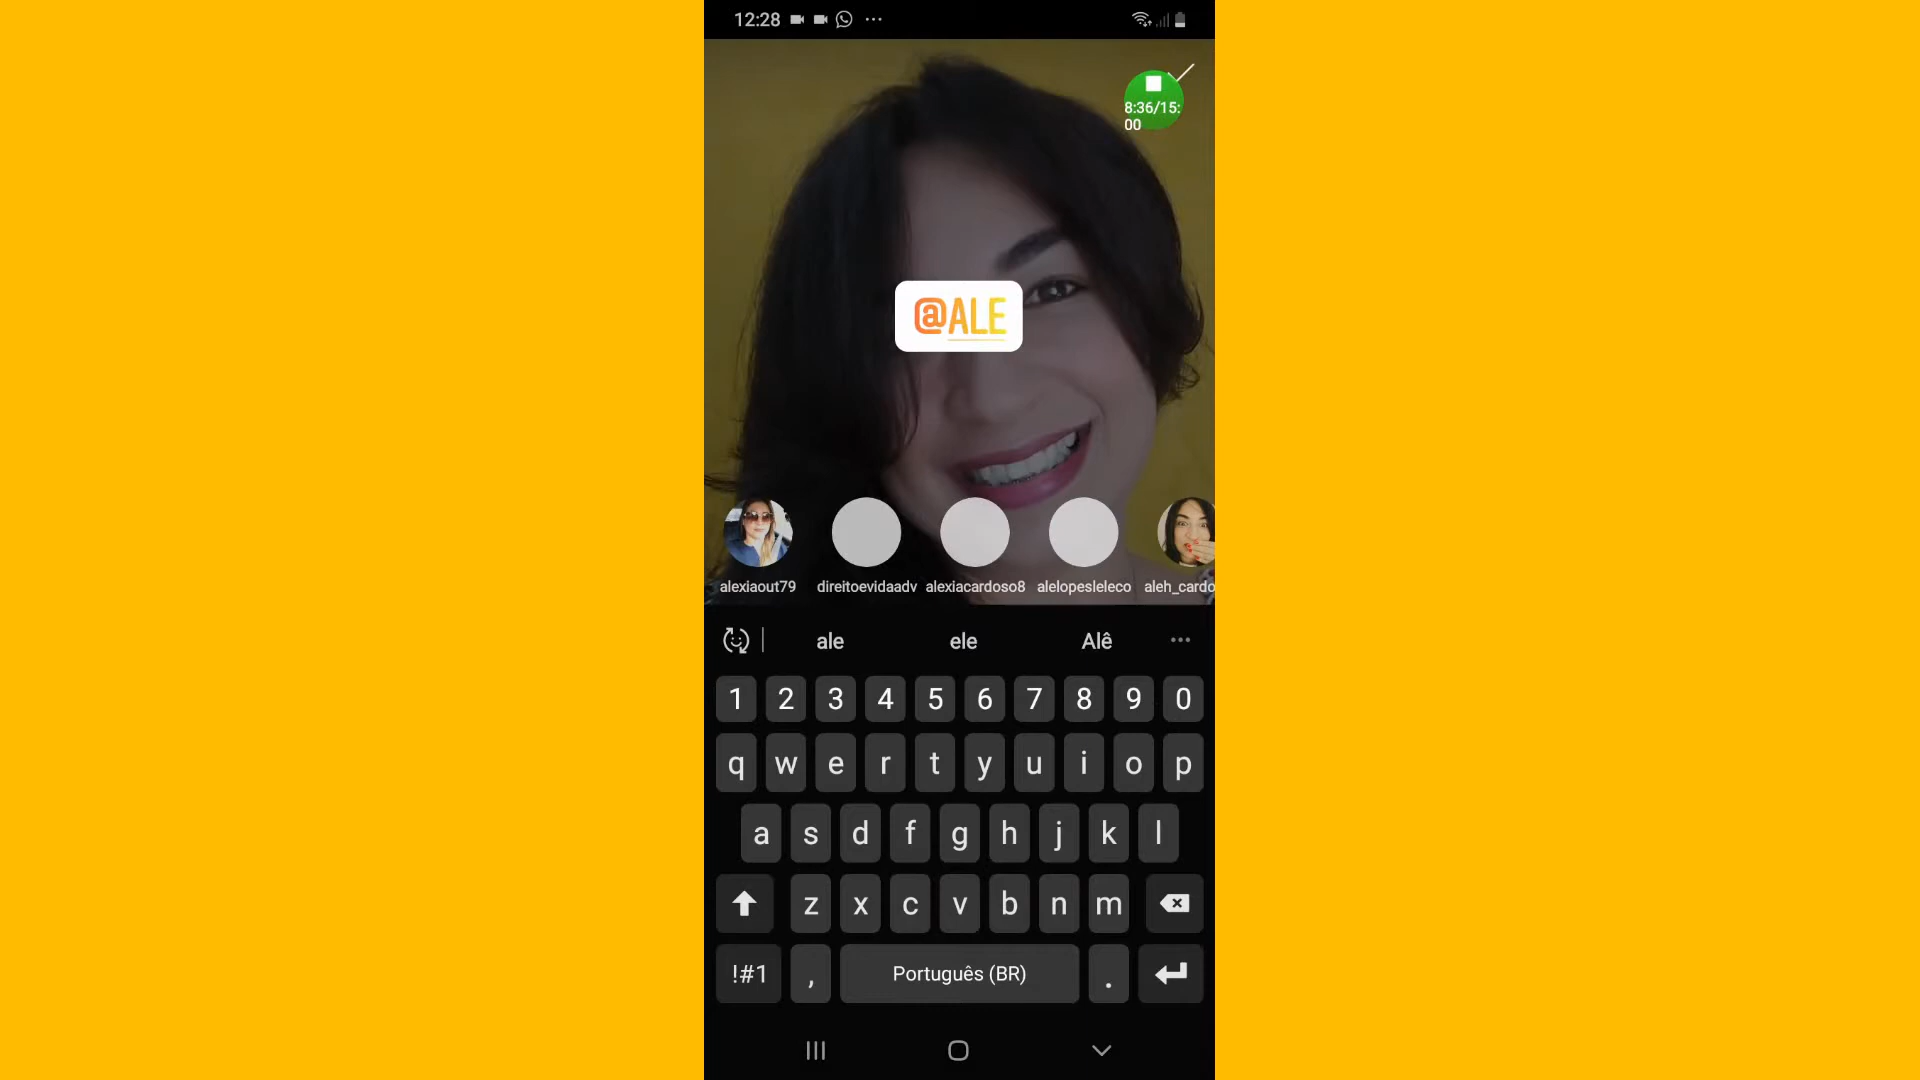 12:28
8:36/15:
00
@ALE
alexiaout79 direitoevidaadv alexiacardoso8 alelopesleleco aleh_cardo
ale ele Alê
1 2 3 4 5 6 7 8 9 0
q w e r t y u i o p
a s d f g h j k l
z x c v b n m
!#1 , Português (BR) .